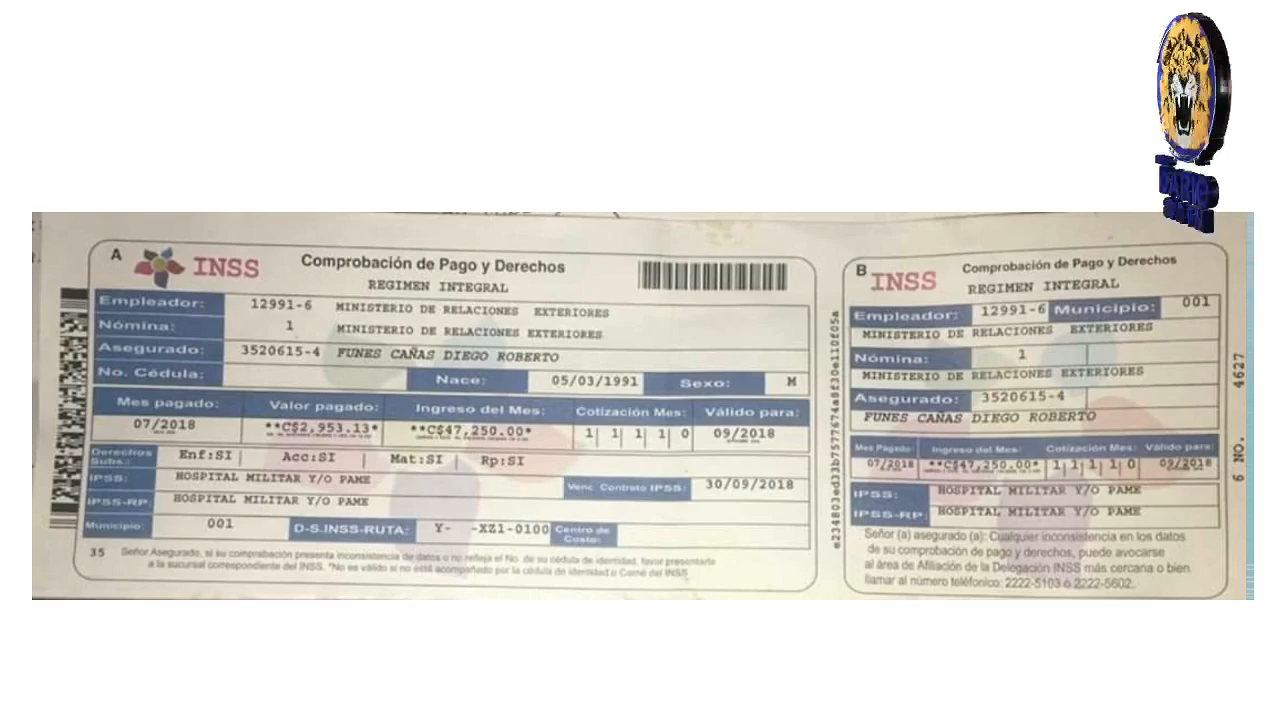 A
INSS
Comprobación de Pago y Derechos
REGIMEN INTEGRAL
Empleador: 12991-6 MINISTERIO DE RELACIONES EXTERIORES
Nómina: 1 MINISTERIO DE RELACIONES EXTERIORES
Asegurado: 3520615-4 FUNES CAÑAS DIEGO ROBERTO
No. Cédula: Nace: 05/03/1991 Sexo: M
Mes pagado: Valor pagado: Ingreso del Mes: Cotización Mes: Válido para:
07/2018 **C$2,953.13* **C$47,250.00* 1| 1| 1| 1| 0 09/2018
Derechos Subs.: Enf:SI| Acc:SI | Mat:SI | Rp:SI
IPSS: HOSPITAL MILITAR Y/O PAME Venc Contrato IPSS: 30/09/2018
IPSS-RP: HOSPITAL MILITAR Y/O PAME
Municipio: 001 D-S.INSS-RUTA: Y- -XZ1-0100 Centro de Costo:
35 Señor Asegurado, si su comprobación presenta inconsistencia de datos o no refleja el No. de su cédula de identidad, favor presentarla
a la sucursal correspondiente del INSS. *No es válido si no está acompañado por la cédula de identidad o Carné del INSS
B
INSS
Comprobación de Pago y Derechos
REGIMEN INTEGRAL
Empleador: 12991-6 Municipio: 001
MINISTERIO DE RELACIONES EXTERIORES
Nómina: 1
MINISTERIO DE RELACIONES EXTERIORES
Asegurado: 3520615-4
FUNES CAÑAS DIEGO ROBERTO
Mes Pagado Ingreso del Mes: Cotización Mes: Válido para:
07/2018 **C$47,250.00* 1| 1| 1| 1| 0 09/2018
IPSS: HOSPITAL MILITAR Y/O PAME
IPSS-RP: HOSPITAL MILITAR Y/O PAME
Señor (a) asegurado (a): Cualquier inconsistencia en los datos
de su comprobación de pago y derechos, puede avocarse
al área de Afiliación de la Delegación INSS más cercana o bien
llamar al número teléfonico: 2222-5103 ó 2222-5602.
6 NO. 4627
DIARIO